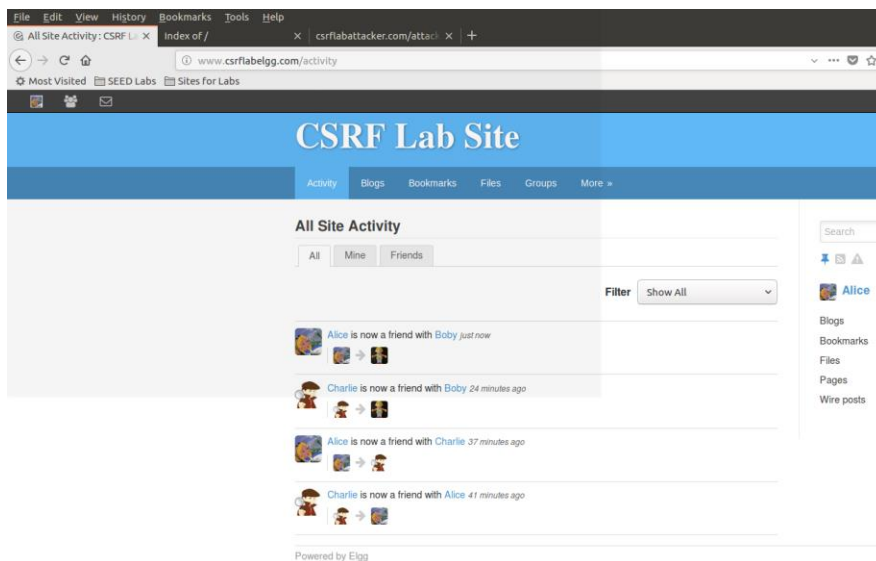 File Edit View History Bookmarks Tools Help
All Site Activity : CSRF L
Index of /
csrflabattacker.com/attack
www.csrflabelgg.com/activity
Most Visited SEED Labs Sites for Labs
CSRF Lab Site
Activity Blogs Bookmarks Files Groups More »
All Site Activity
Search
All Mine Friends
Filter Show All
Alice
Blogs
Bookmarks
Files
Pages
Wire posts
Alice is now a friend with Boby just now
Charlie is now a friend with Boby 24 minutes ago
Alice is now a friend with Charlie 37 minutes ago
Charlie is now a friend with Alice 41 minutes ago
Powered by Elgg